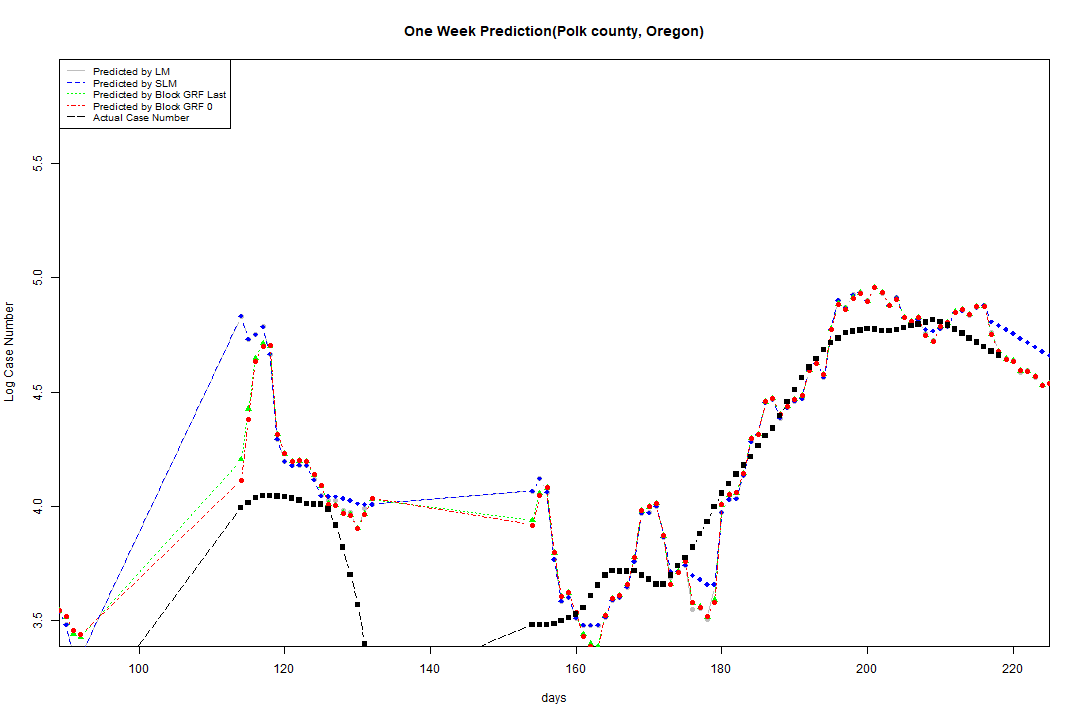 One Week Prediction(Polk county, Oregon)
Predicted by LM
Predicted by SLM
Predicted by Block GRF Last
Predicted by Block GRF 0
Actual Case Number
5.5
5.0
4.5
4.0
3.5
Log Case Number
100 120 140 160 180 200 220
days